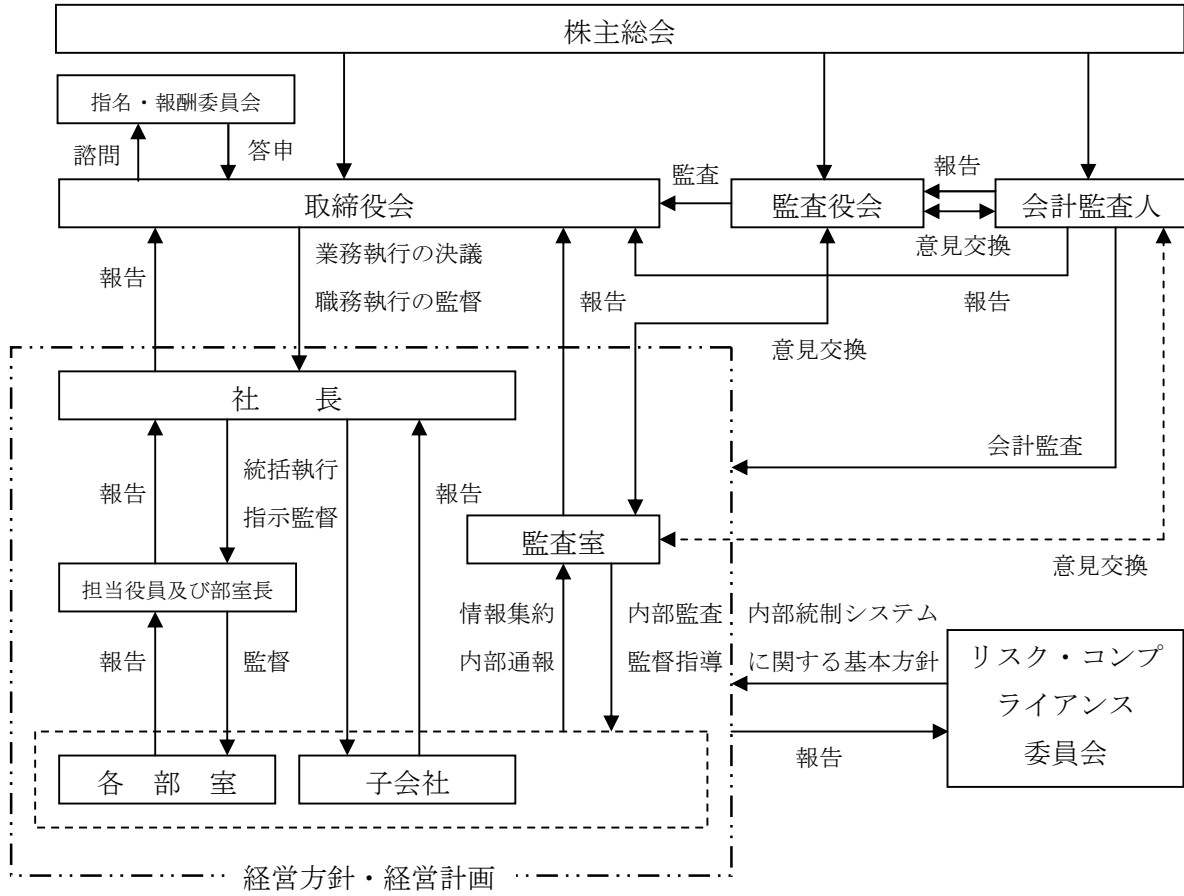 株主総会
指名・報酬委員会
諮問
答申
監査
報告
取締役会
監査役会
会計監査人
意見交換
報告
業務執行の決議
職務執行の監督
報告
報告
意見交換
社　長
会計監査
統括執行
指示監督
報告
報告
監査室
意見交換
担当役員及び部室長
報告
監督
情報集約
内部通報
内部監査
監督指導
内部統制システム
に関する基本方針
リスク・コンプ
ライアンス
委員会
報告
各　部　室
子会社
経営方針・経営計画